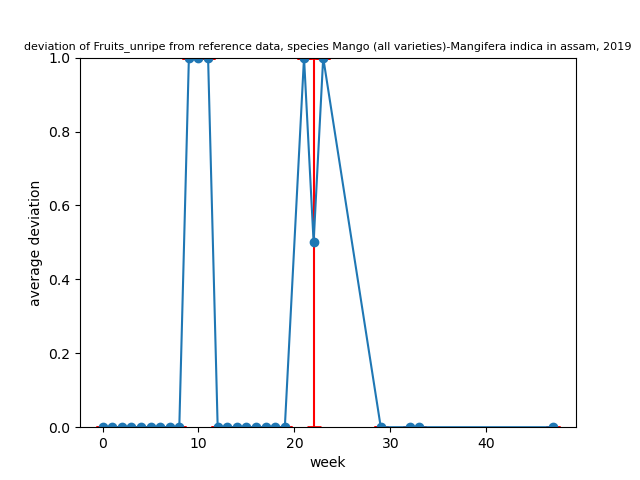 deviation of Fruits_unripe from reference data, species Mango (all varieties)-Mangifera indica in assam, 2019
1.0
0.8
0.6
0.4
0.2
0.0
average deviation
0 10 20 30 40
week